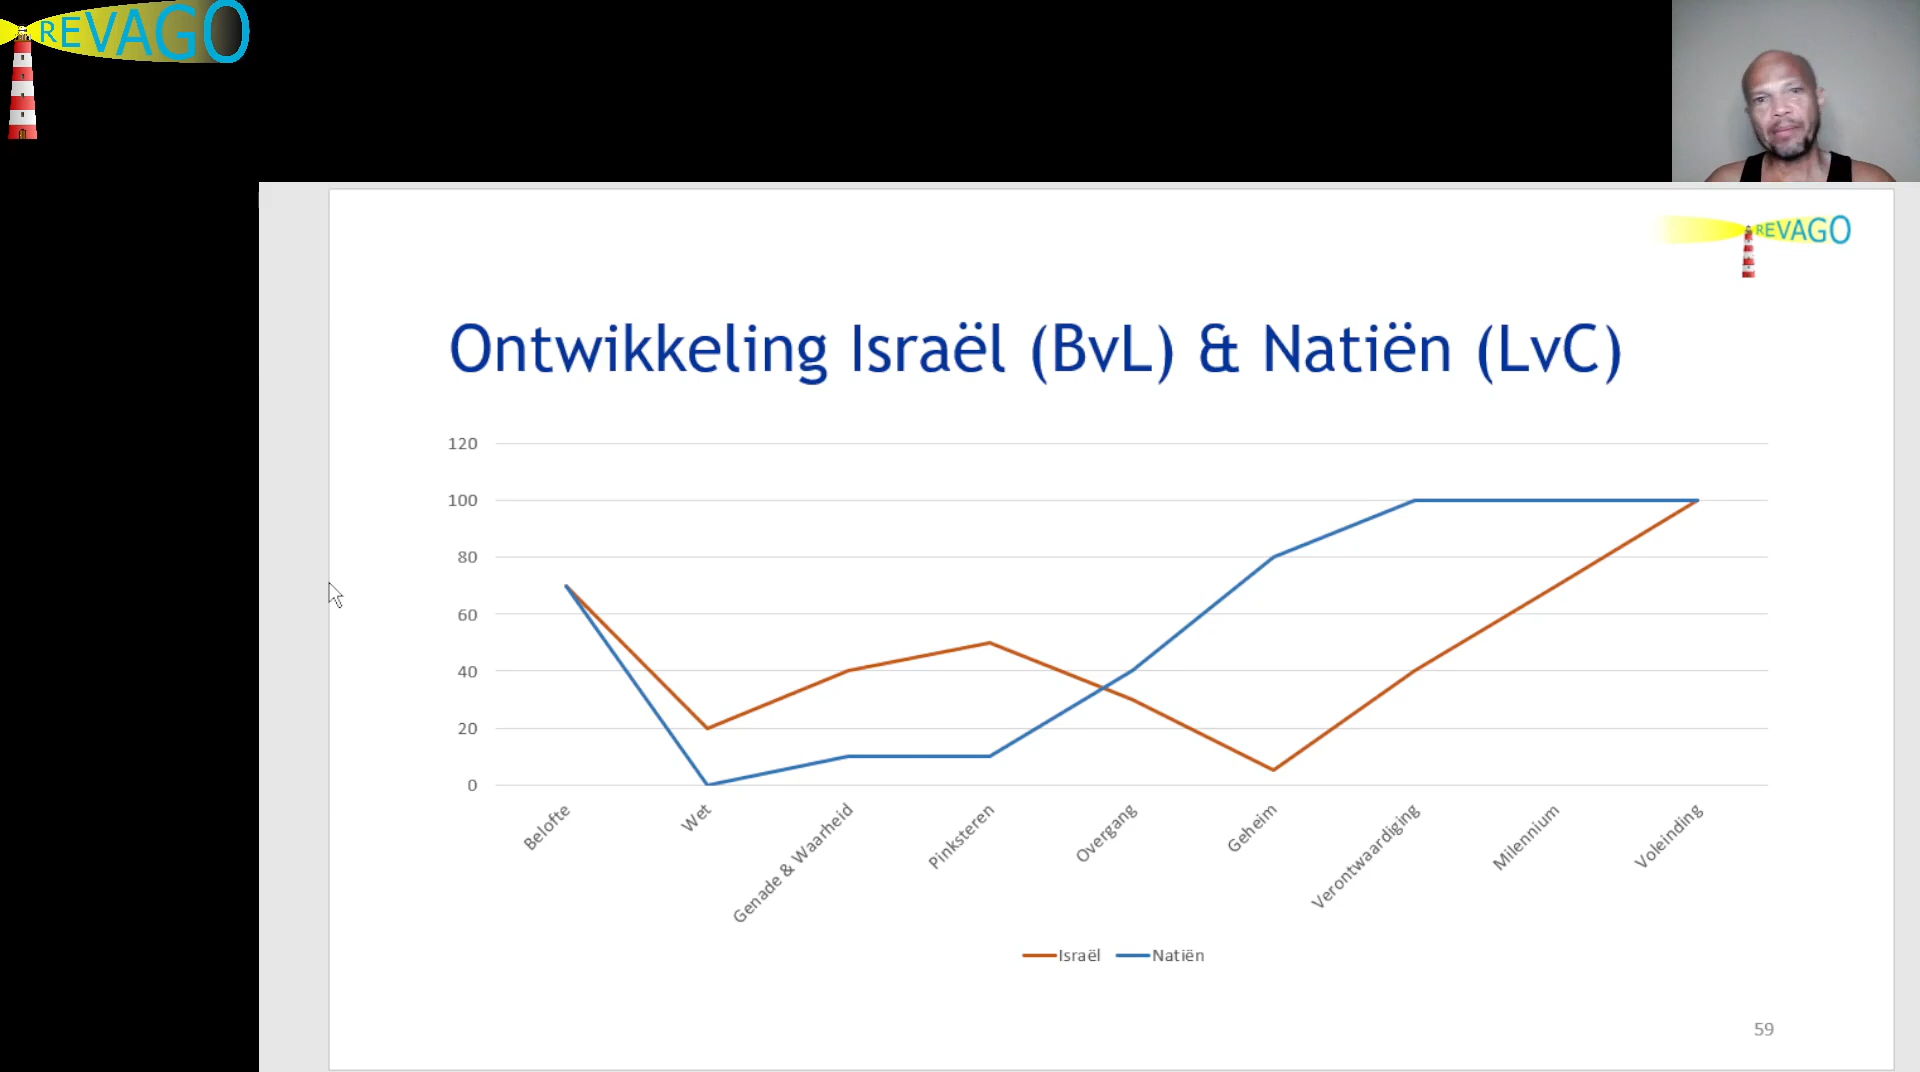 REVAGO
REVAGO
Ontwikkeling Israël (BvL) & Natiën (LvC)
120
100
80
60
40
20
0
Belofte
Wet
Genade & Waarheid
Pinksteren
Overgang
Geheim
Verontwaardiging
Milennium
Voleinding
Israël Natiën
59